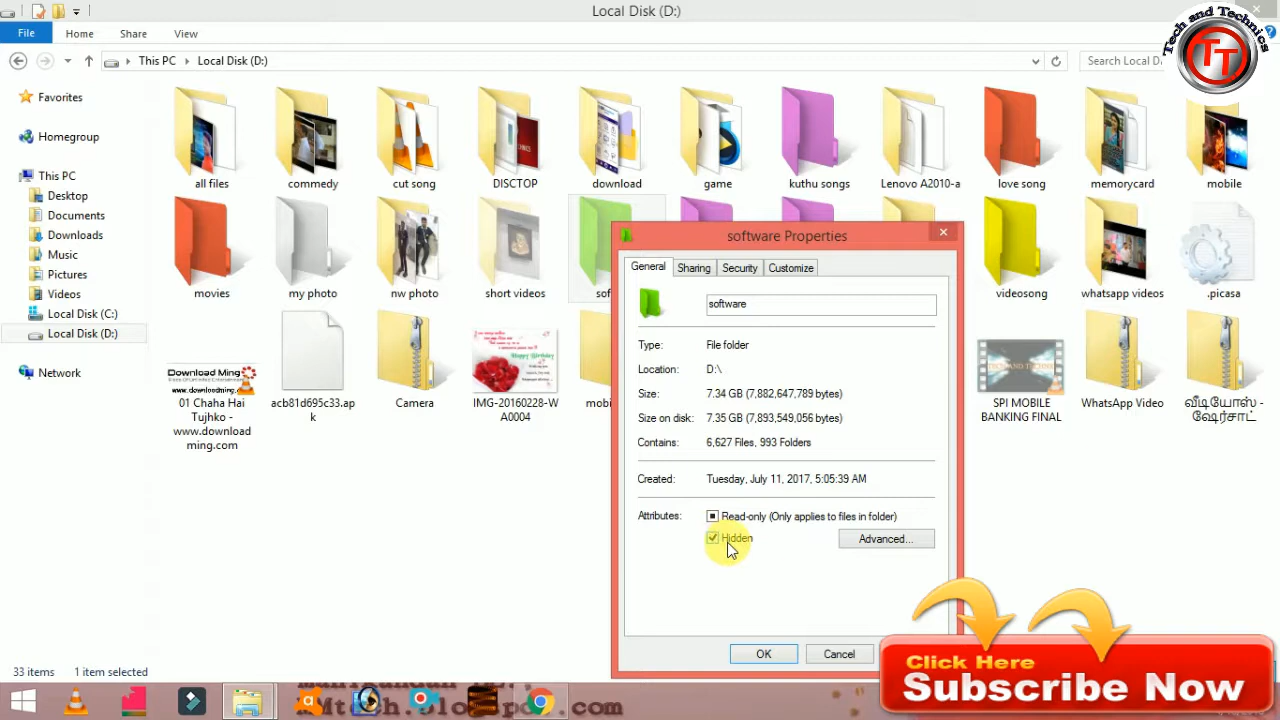 Local Disk (D:)
Tech and Technics
TT
File Home Share View
This PC Local Disk (D:)
Search Local D
Favorites
Homegroup
This PC
Desktop
Documents
Downloads
Music
Pictures
Videos
Local Disk (C:)
Local Disk (D:)
Network
all files commedy cut song DISCTOP download game kuthu songs Lenovo A2010-a love song memorycard mobile
movies my photo nw photo short videos videosong whatsapp videos .picasa
Download Ming
www.downloadming.
01 Chaha Hai
Tujhko -
www.download
ming.com
acb81d695c33.ap
k
Camera
Happy Birthday
IMG-20160228-W
A0004
SPI MOBILE
BANKING FINAL
WhatsApp Video
வீடியோஸ் -
ஷேர்சாட்
software Properties
General Sharing Security Customize
software
Type: File folder
Location: D:\
Size: 7.34 GB (7,882,647,789 bytes)
Size on disk: 7.35 GB (7,893,549,056 bytes)
Contains: 6,627 Files, 993 Folders
Created: Tuesday, July 11, 2017, 5:05:39 AM
Attributes: Read-only (Only applies to files in folder)
Hidden Advanced...
OK Cancel
Click Here
Subscribe Now
33 items 1 item selected